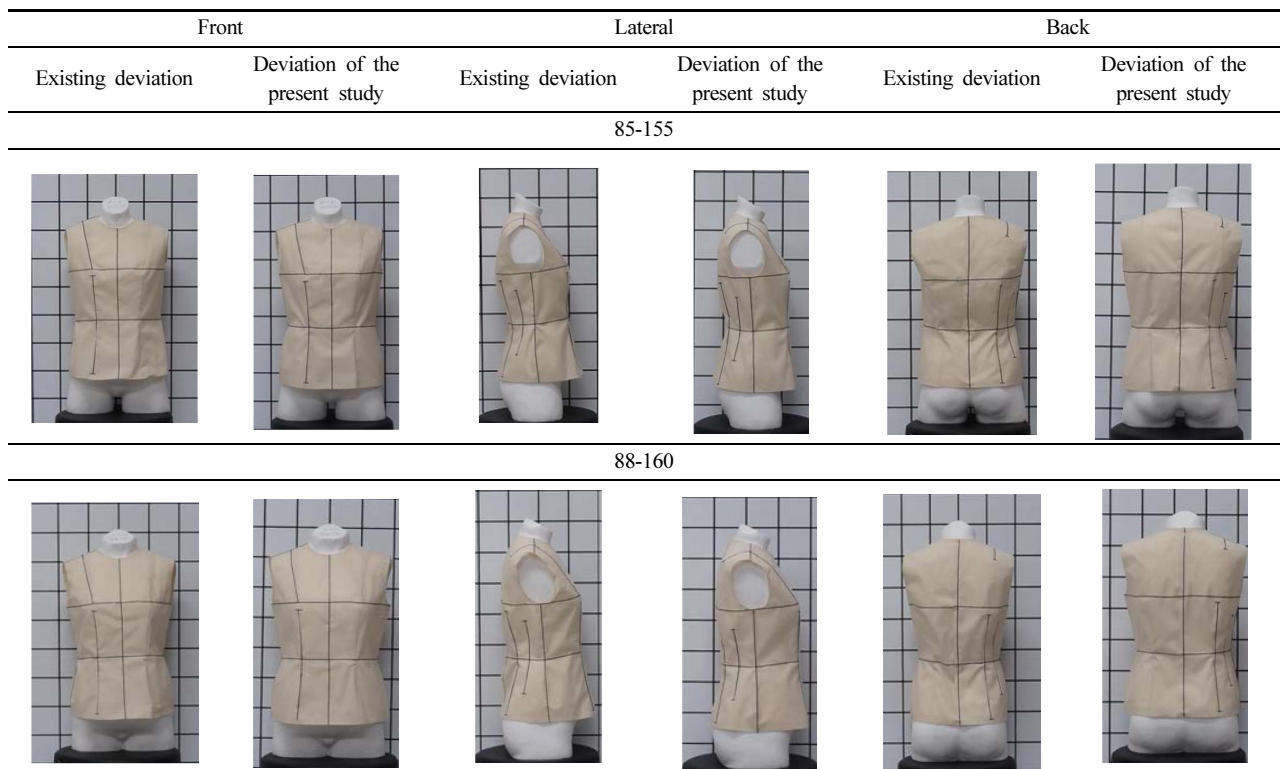 Front Lateral Back
Existing deviation Deviation of the present study Existing deviation Deviation of the present study Existing deviation Deviation of the present study
85-155
88-160